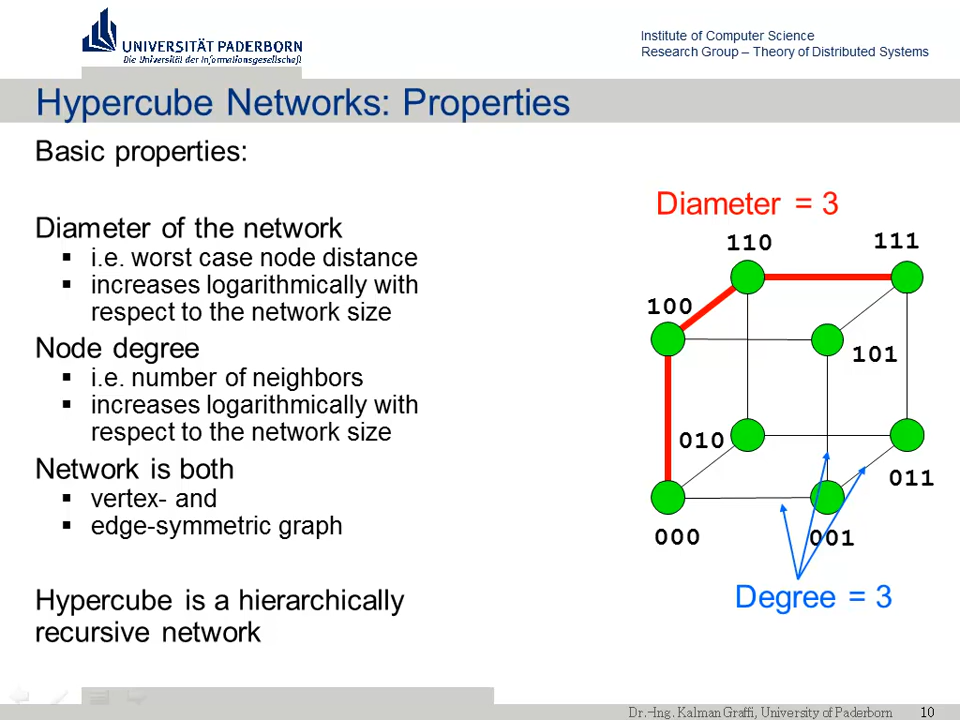 UNIVERSITÄT PADERBORN
Die Universität der Informationsgesellschaft
Institute of Computer Science
Research Group – Theory of Distributed Systems
Hypercube Networks: Properties
Basic properties:
Diameter of the network
▪ i.e. worst case node distance
▪ increases logarithmically with
respect to the network size
Node degree
▪ i.e. number of neighbors
▪ increases logarithmically with
respect to the network size
Network is both
▪ vertex- and
▪ edge-symmetric graph
Hypercube is a hierarchically
recursive network
Diameter = 3
110
111
100
101
010
011
000
001
Degree = 3
Dr.-Ing. Kalman Graffi, University of Paderborn
10